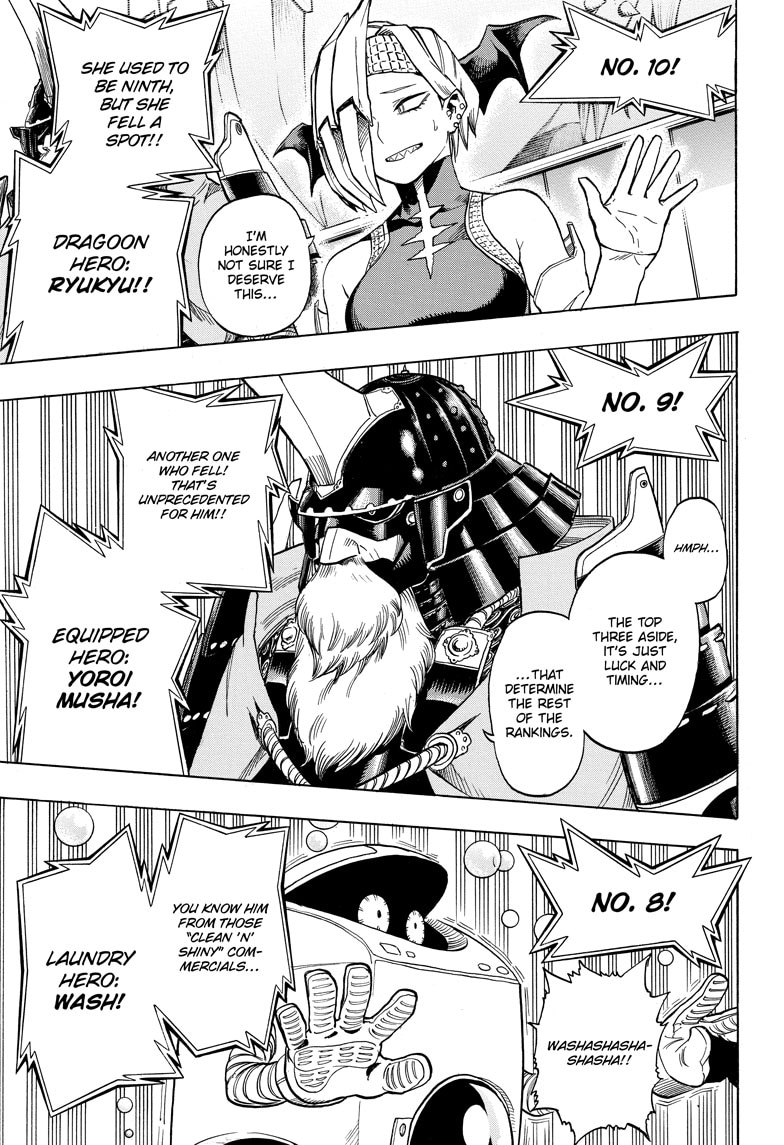 NO. 10!
SHE USED TO
BE NINTH,
BUT SHE
FELL A
SPOT!!
DRAGOON
HERO:
RYUKYU!!
I'M
HONESTLY
NOT SURE I
DESERVE
THIS...
NO. 9!
ANOTHER ONE
WHO FELL!
THAT'S
UNPRECEDENTED
FOR HIM!!
EQUIPPED
HERO:
YOROI
MUSHA!
HMPH...
THE TOP
THREE ASIDE,
IT'S JUST
LUCK AND
TIMING...
...THAT
DETERMINE
THE REST
OF THE
RANKINGS.
NO. 8!
YOU KNOW HIM
FROM THOSE
"CLEAN 'N'
SHINY" COM-
MERCIALS...
LAUNDRY
HERO:
WASH!
WASHASHASHA-
SHASHA!!